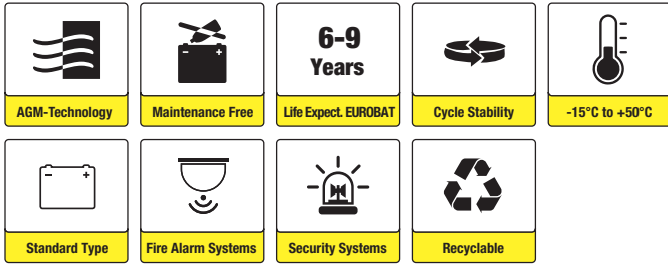 6-9
Years
AGM-Technology
Maintenance Free
Life Expect. EUROBAT
Cycle Stability
-15°C to +50°C
Standard Type
Fire Alarm Systems
Security Systems
Recyclable